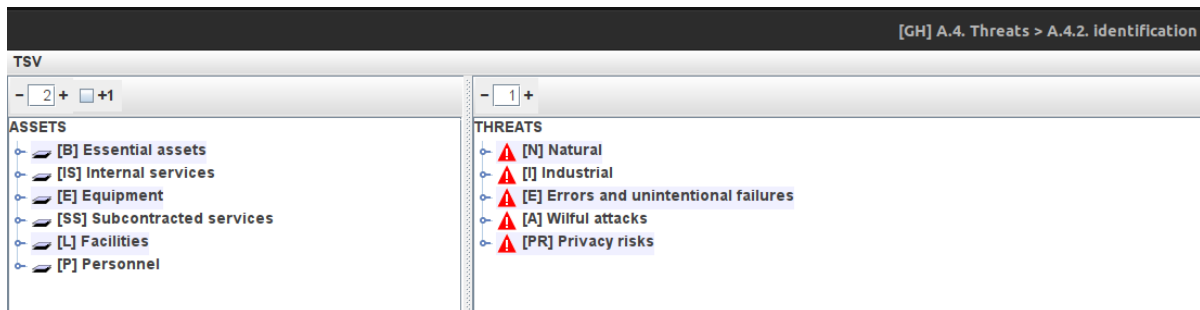 [GH] A.4. Threats > A.4.2. identification
TSV
- 2 + +1
- 1 +
ASSETS
[B] Essential assets
[IS] Internal services
[E] Equipment
[SS] Subcontracted services
[L] Facilities
[P] Personnel
THREATS
[N] Natural
[I] Industrial
[E] Errors and unintentional failures
[A] Wilful attacks
[PR] Privacy risks